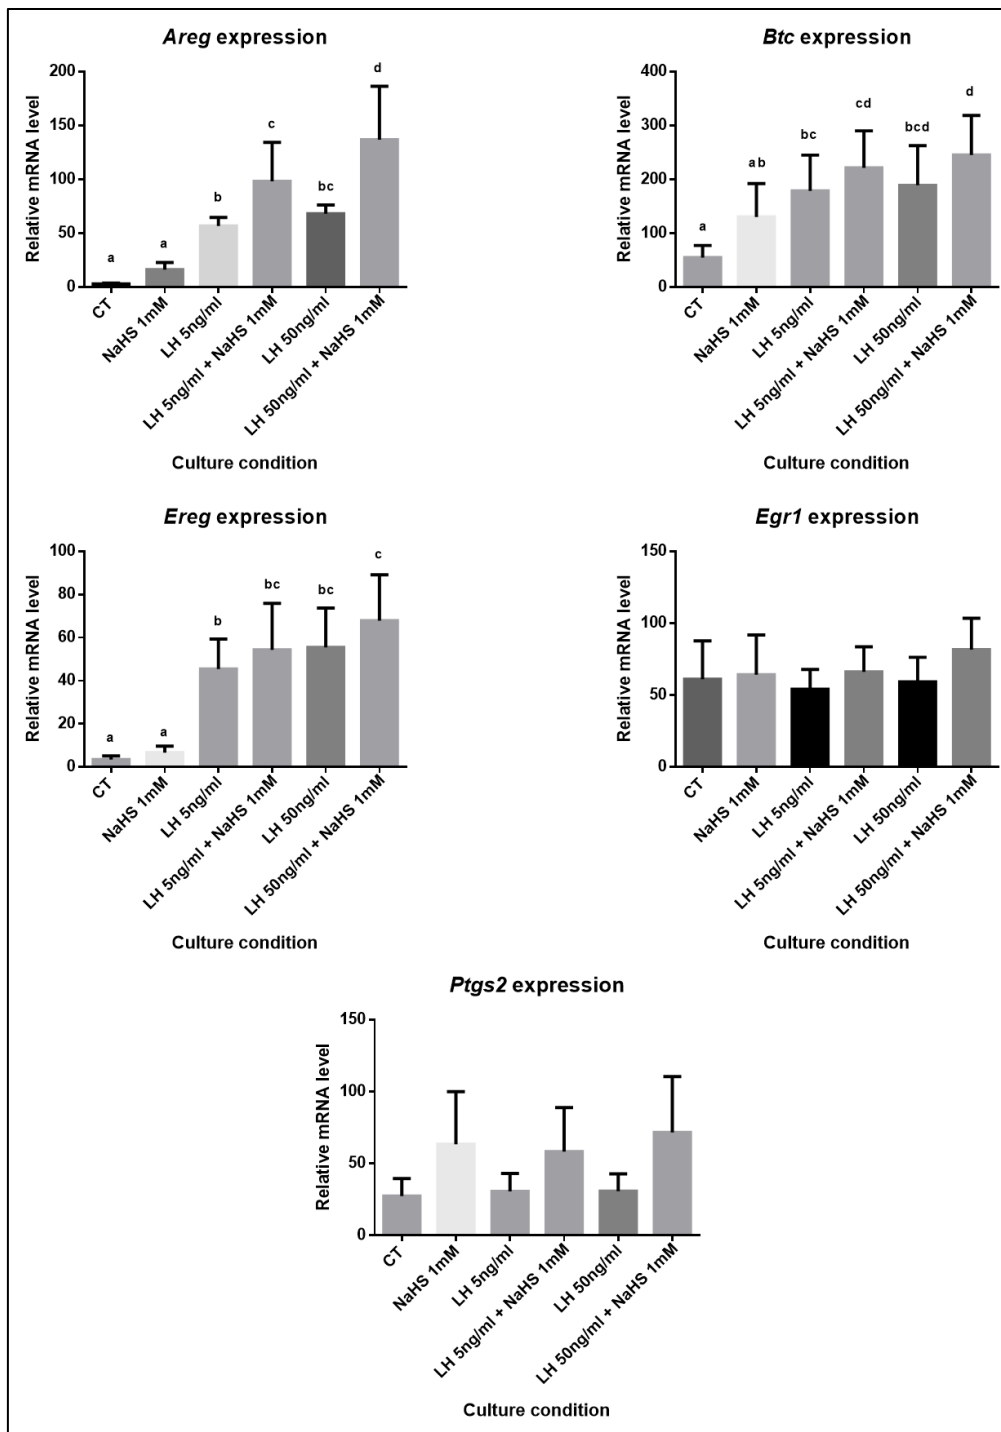 Areg expression
Relative mRNA level
200
150
100
50
0
a
a
b
c
bc
d
CT
NaHS 1mM
LH 5ng/ml
LH 5ng/ml + NaHS 1mM
LH 50ng/ml
LH 50ng/ml + NaHS 1mM
Culture condition
Btc expression
Relative mRNA level
400
300
200
100
0
a
ab
bc
cd
bcd
d
CT
NaHS 1mM
LH 5ng/ml
LH 5ng/ml + NaHS 1mM
LH 50ng/ml
LH 50ng/ml + NaHS 1mM
Culture condition
Ereg expression
Relative mRNA level
100
80
60
40
20
0
a
a
b
bc
bc
c
CT
NaHS 1mM
LH 5ng/ml
LH 5ng/ml + NaHS 1mM
LH 50ng/ml
LH 50ng/ml + NaHS 1mM
Culture condition
Egr1 expression
Relative mRNA level
150
100
50
0
CT
NaHS 1mM
LH 5ng/ml
LH 5ng/ml + NaHS 1mM
LH 50ng/ml
LH 50ng/ml + NaHS 1mM
Culture condition
Ptgs2 expression
Relative mRNA level
150
100
50
0
CT
NaHS 1mM
LH 5ng/ml
LH 5ng/ml + NaHS 1mM
LH 50ng/ml
LH 50ng/ml + NaHS 1mM
Culture condition